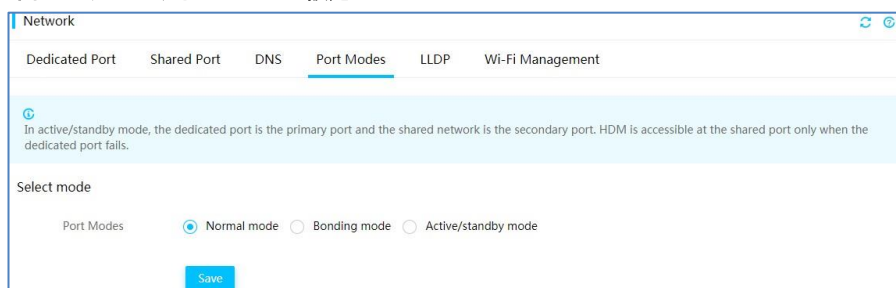 Network
Dedicated Port Shared Port DNS Port Modes LLDP Wi-Fi Management
In active/standby mode, the dedicated port is the primary port and the shared network is the secondary port. HDM is accessible at the shared port only when the
dedicated port fails.
Select mode
Port Modes Normal mode Bonding mode Active/standby mode
Save